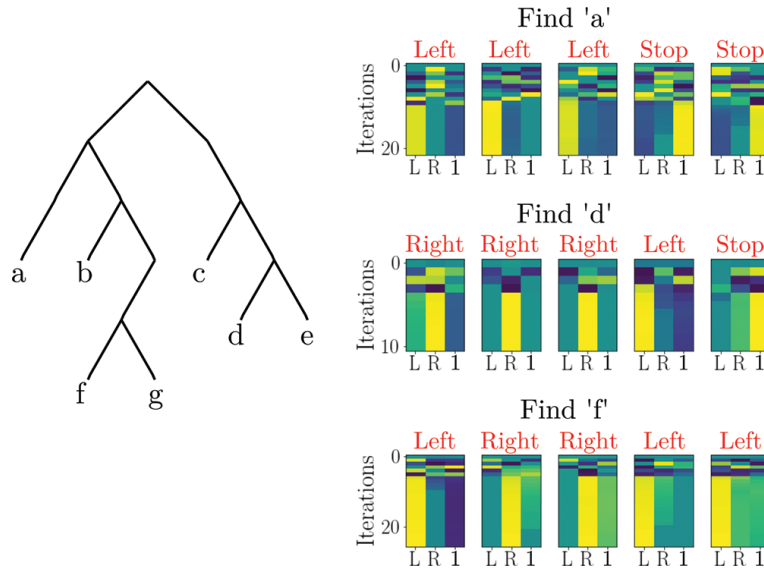 Find 'a'
Left Left Left Stop Stop
0
Iterations
20
L R 1 L R 1 L R 1 L R 1 L R 1
a b c
d e
f g
Find 'd'
Right Right Right Left Stop
0
Iterations
10
L R 1 L R 1 L R 1 L R 1 L R 1
Find 'f'
Left Right Right Left Left
0
Iterations
20
L R 1 L R 1 L R 1 L R 1 L R 1